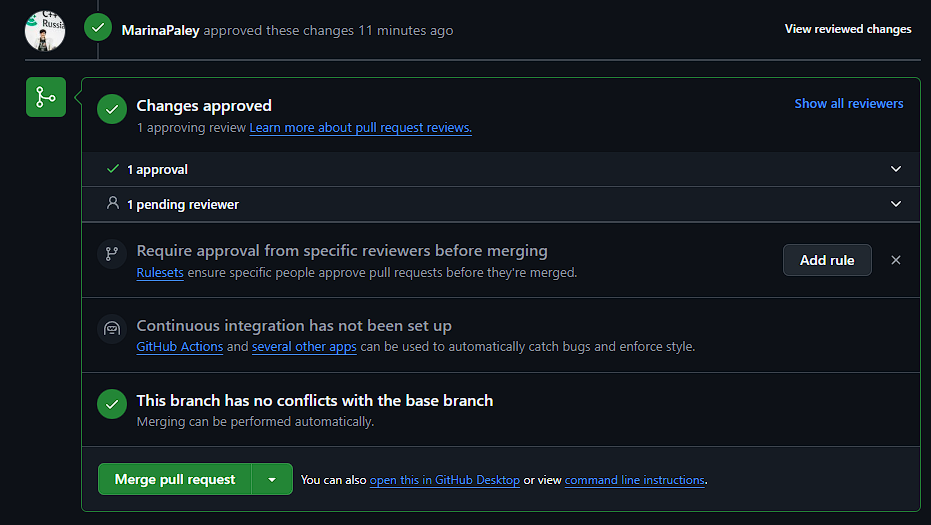 C++
Russia
MarinaPaley approved these changes 11 minutes ago
View reviewed changes
Changes approved
Show all reviewers
1 approving review Learn more about pull request reviews.
1 approval
1 pending reviewer
Require approval from specific reviewers before merging
Rulesets ensure specific people approve pull requests before they're merged.
Add rule
Continuous integration has not been set up
GitHub Actions and several other apps can be used to automatically catch bugs and enforce style.
This branch has no conflicts with the base branch
Merging can be performed automatically.
Merge pull request
You can also open this in GitHub Desktop or view command line instructions.